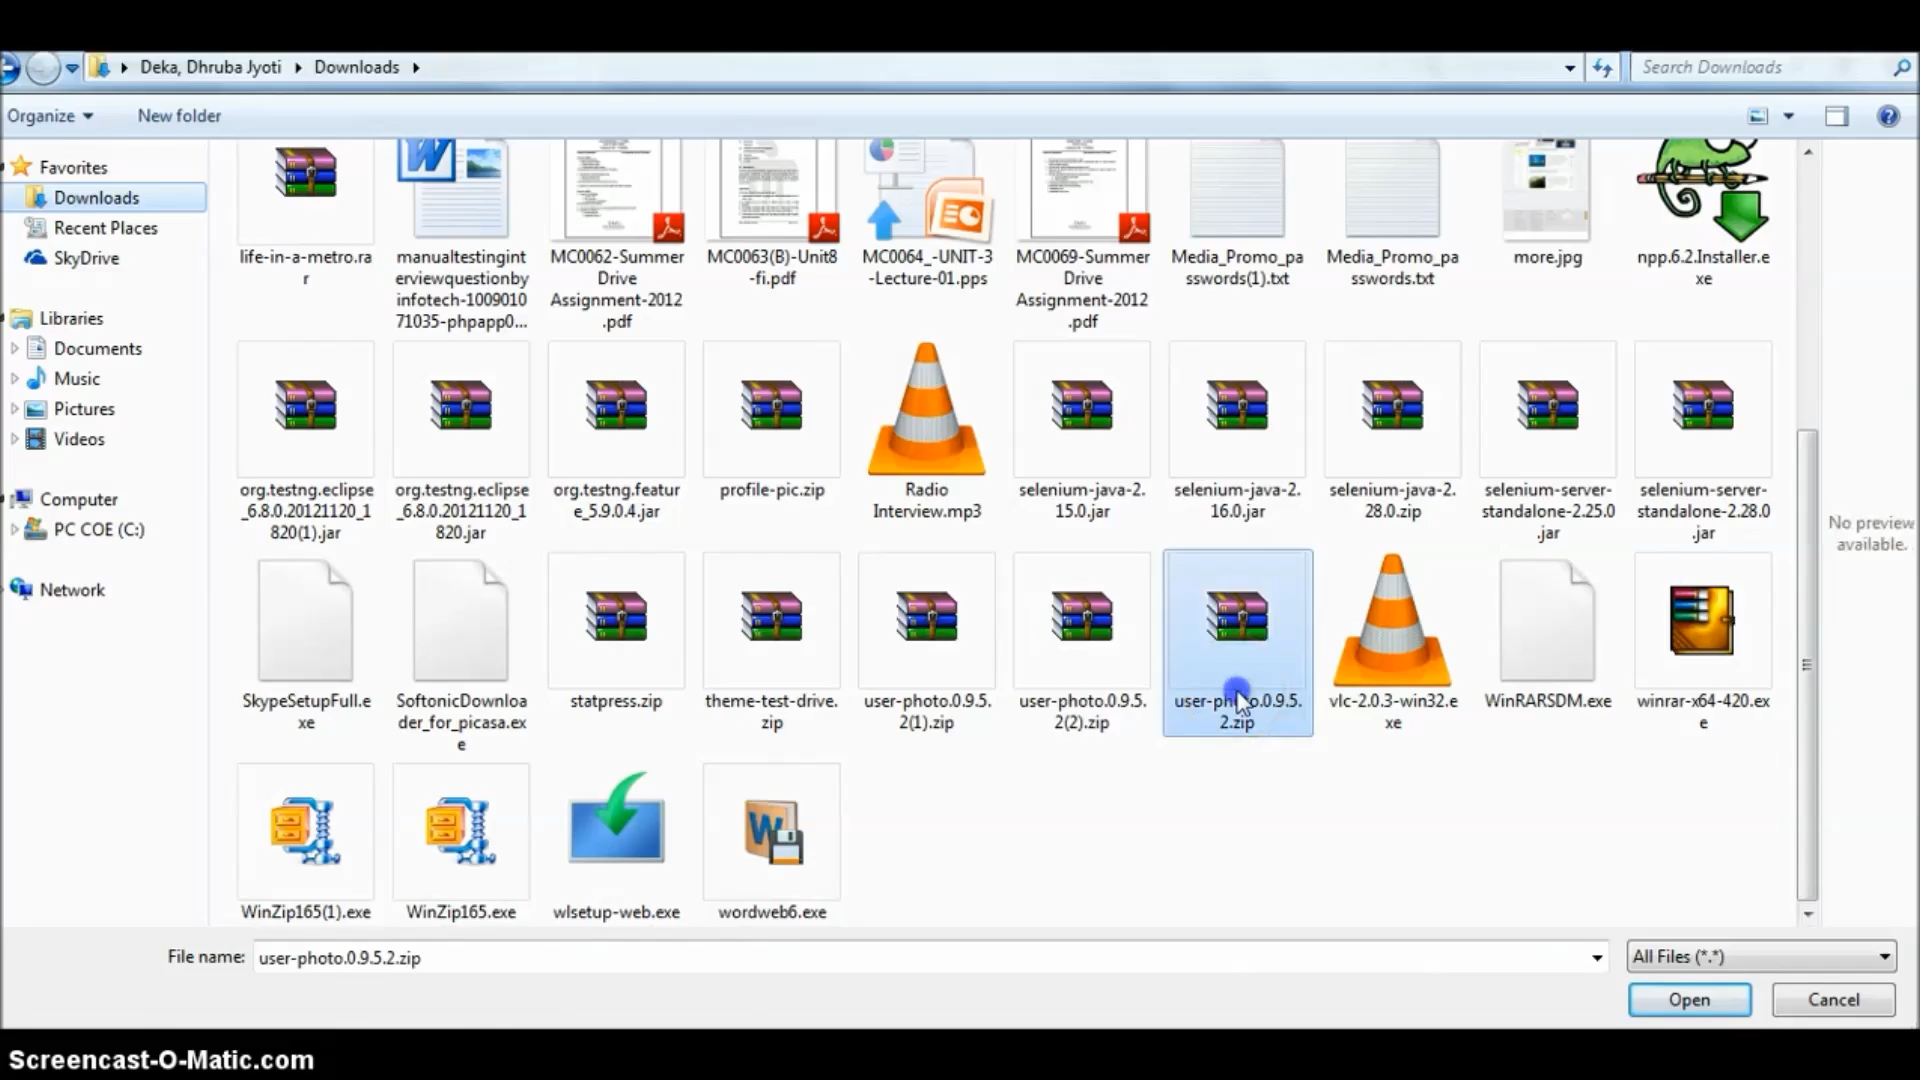 Deka, Dhruba Jyoti
Downloads
Search Downloads
Organize
New folder
Favorites
Downloads
Recent Places
SkyDrive
Libraries
Documents
Music
Pictures
Videos
Computer
PC COE (C:)
Network
life-in-a-metro.ra
r
manualtestingint
erviewquestionby
infotech-1009010
71035-phpapp0...
MC0062-Summer
Drive
Assignment-2012
.pdf
MC0063(B)-Unit8
-fi.pdf
MC0064_-UNIT-3
-Lecture-01.pps
MC0069-Summer
Drive
Assignment-2012
.pdf
Media_Promo_pa
sswords(1).txt
Media_Promo_pa
sswords.txt
more.jpg
npp.6.2.Installer.e
xe
org.testng.eclipse
_6.8.0.20121120_1
820(1).jar
org.testng.eclipse
_6.8.0.20121120_1
820.jar
org.testng.featur
e_5.9.0.4.jar
profile-pic.zip
Radio
Interview.mp3
selenium-java-2.
15.0.jar
selenium-java-2.
16.0.jar
selenium-java-2.
28.0.zip
selenium-server-
standalone-2.25.0
.jar
selenium-server-
standalone-2.28.0
.jar
No preview
available.
SkypeSetupFull.e
xe
SoftonicDownloa
der_for_picasa.ex
e
statpress.zip
theme-test-drive.
zip
user-photo.0.9.5.
2(1).zip
user-photo.0.9.5.
2(2).zip
user-photo.0.9.5.
2.zip
vlc-2.0.3-win32.e
xe
WinRARSDM.exe
winrar-x64-420.ex
e
WinZip165(1).exe
WinZip165.exe
wlsetup-web.exe
wordweb6.exe
File name:
user-photo.0.9.5.2.zip
All Files (*.*)
Open
Cancel
Screencast-O-Matic.com